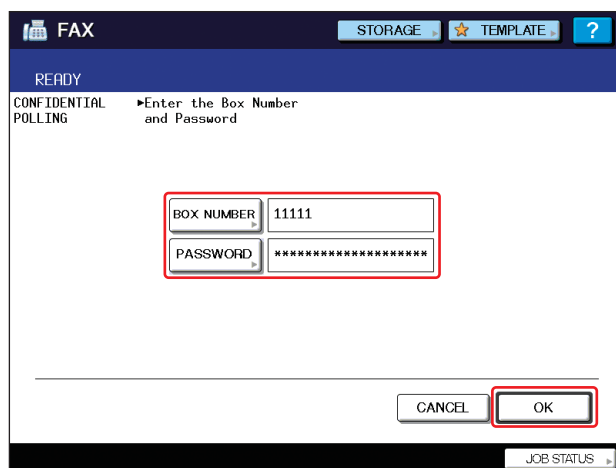 FAX
STORAGE
TEMPLATE
?
READY
CONFIDENTIAL
POLLING
►Enter the Box Number
and Password
BOX NUMBER
11111
PASSWORD
********************
CANCEL
OK
JOB STATUS